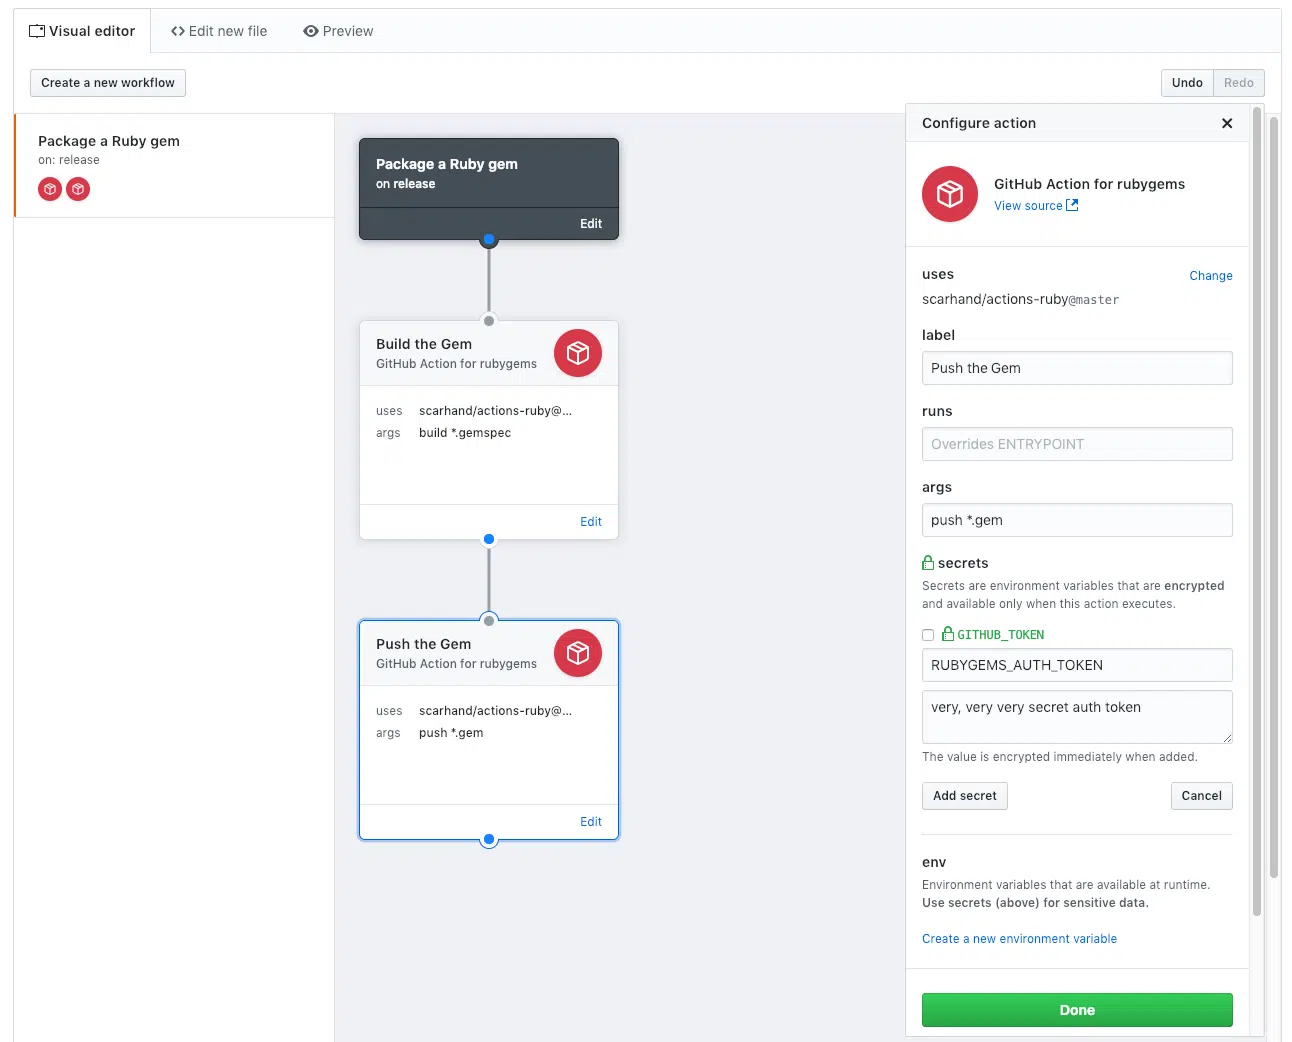 Visual editor
Edit new file
Preview
Create a new workflow
Undo
Redo
Package a Ruby gem
on: release
Package a Ruby gem
on release
Edit
Build the Gem
GitHub Action for rubygems
uses scarhand/actions-ruby@...
args build *.gemspec
Edit
Push the Gem
GitHub Action for rubygems
uses scarhand/actions-ruby@...
args push *.gem
Edit
Configure action
GitHub Action for rubygems
View source
uses
Change
scarhand/actions-ruby@master
label
Push the Gem
runs
Overrides ENTRYPOINT
args
push *.gem
secrets
Secrets are environment variables that are encrypted
and available only when this action executes.
GITHUB_TOKEN
RUBYGEMS_AUTH_TOKEN
very, very very secret auth token
The value is encrypted immediately when added.
Add secret
Cancel
env
Environment variables that are available at runtime.
Use secrets (above) for sensitive data.
Create a new environment variable
Done